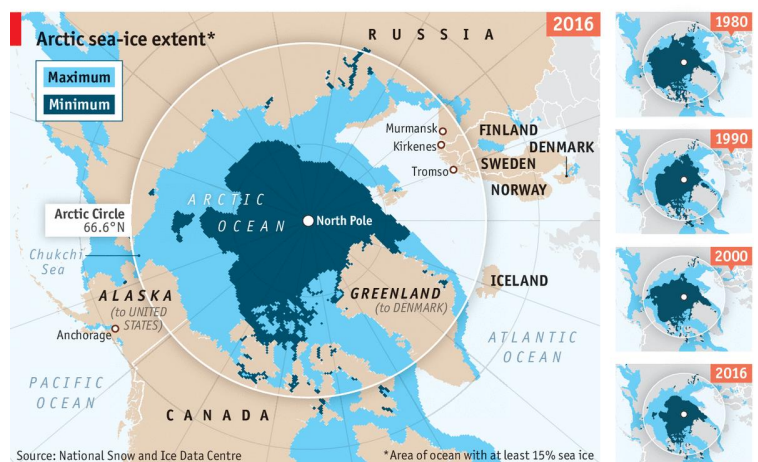 Arctic sea-ice extent*
2016
Maximum
Minimum
RUSSIA
Murmansk
Kirkenes
Tromso
FINLAND
DENMARK
SWEDEN
NORWAY
Arctic Circle
66.6°N
ARCTIC
OCEAN
North Pole
Chukchi
Sea
ALASKA
(to UNITED
STATES)
Anchorage
GREENLAND
(to DENMARK)
ICELAND
ATLANTIC
OCEAN
PACIFIC
OCEAN
CANADA
Source: National Snow and Ice Data Centre
*Area of ocean with at least 15% sea ice
1980
1990
2000
2016